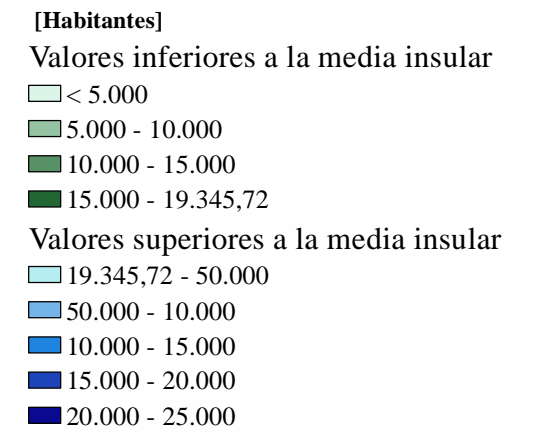 [Habitantes]
Valores inferiores a la media insular
< 5.000
5.000 - 10.000
10.000 - 15.000
15.000 - 19.345,72
Valores superiores a la media insular
19.345,72 - 50.000
50.000 - 10.000
10.000 - 15.000
15.000 - 20.000
20.000 - 25.000